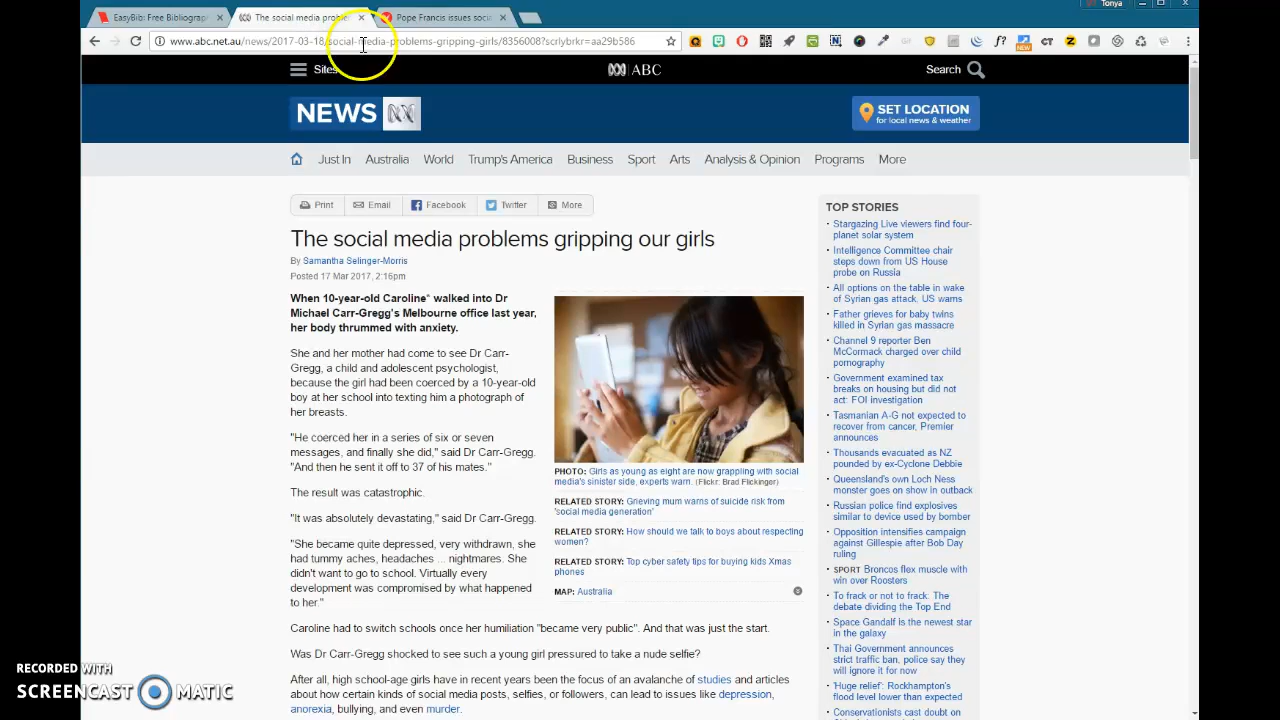 Tonya
EasyBib: Free Bibliograp
The social media proble
Pope Francis issues soci
www.abc.net.au/news/2017-03-18/social-media-problems-gripping-girls/8356008?scrlybrkr=aa29b586
Sites
ABC
Search
NEWS
SET LOCATION
for local news & weather
Just In Australia World Trump's America Business Sport Arts Analysis & Opinion Programs More
Print Email Facebook Twitter More
The social media problems gripping our girls
By Samantha Selinger-Morris
Posted 17 Mar 2017, 2:16pm
When 10-year-old Caroline* walked into Dr
Michael Carr-Gregg's Melbourne office last year,
her body thrummed with anxiety.
She and her mother had come to see Dr Carr-
Gregg, a child and adolescent psychologist,
because the girl had been coerced by a 10-year-old
boy at her school into texting him a photograph of
her breasts.
"He coerced her in a series of six or seven
messages, and finally she did," said Dr Carr-Gregg.
"And then he sent it off to 37 of his mates."
The result was catastrophic.
"It was absolutely devastating," said Dr Carr-Gregg.
"She became quite depressed, very withdrawn, she
had tummy aches, headaches ... nightmares. She
didn't want to go to school. Virtually every
development was compromised by what happened
to her."
Caroline had to switch schools once her humiliation "became very public". And that was just the start.
Was Dr Carr-Gregg shocked to see such a young girl pressured to take a nude selfie?
After all, high school-age girls have in recent years been the focus of an avalanche of studies and articles
about how certain kinds of social media posts, selfies, or followers, can lead to issues like depression,
anorexia, bullying, and even murder.
PHOTO: Girls as young as eight are now grappling with social
media's sinister side, experts warn. (Flickr: Brad Flickinger)
RELATED STORY: Grieving mum warns of suicide risk from
'social media generation'
RELATED STORY: How should we talk to boys about respecting
women?
RELATED STORY: Top cyber safety tips for buying kids Xmas
phones
MAP: Australia
TOP STORIES
Stargazing Live viewers find four-
planet solar system
Intelligence Committee chair
steps down from US House
probe on Russia
All options on the table in wake
of Syrian gas attack, US warns
Father grieves for baby twins
killed in Syrian gas massacre
Channel 9 reporter Ben
McCormack charged over child
pornography
Government examined tax
breaks on housing but did not
act: FOI investigation
Tasmanian A-G not expected to
recover from cancer, Premier
announces
Thousands evacuated as NZ
pounded by ex-Cyclone Debbie
Queensland's own Loch Ness
monster goes on show in outback
Russian police find explosives
similar to device used by bomber
Opposition intensifies campaign
against Gillespie after Bob Day
ruling
SPORT Broncos flex muscle with
win over Roosters
To frack or not to frack: The
debate dividing the Top End
Space Gandalf is the newest star
in the galaxy
Thai Government announces
strict traffic ban, police say they
will ignore it for now
'Huge relief': Rockhampton's
flood level lower than expected
Conservatives cast doubt on
RECORDED WITH
SCREENCAST MATIC